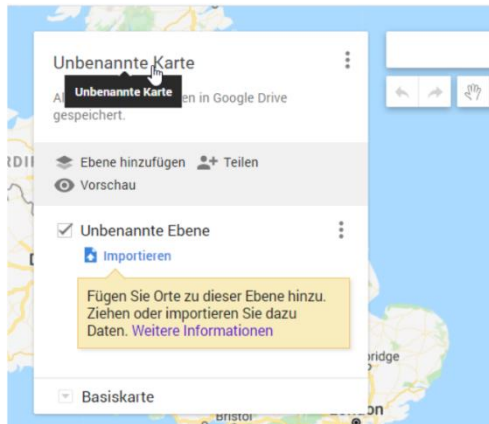 Unbenannte Karte
Unbenannte Karte
en in Google Drive
gespeichert.
Ebene hinzufügen Teilen
Vorschau
Unbenannte Ebene
Importieren
Fügen Sie Orte zu dieser Ebene hinzu.
Ziehen oder importieren Sie dazu
Daten. Weitere Informationen
Basiskarte
Bristol